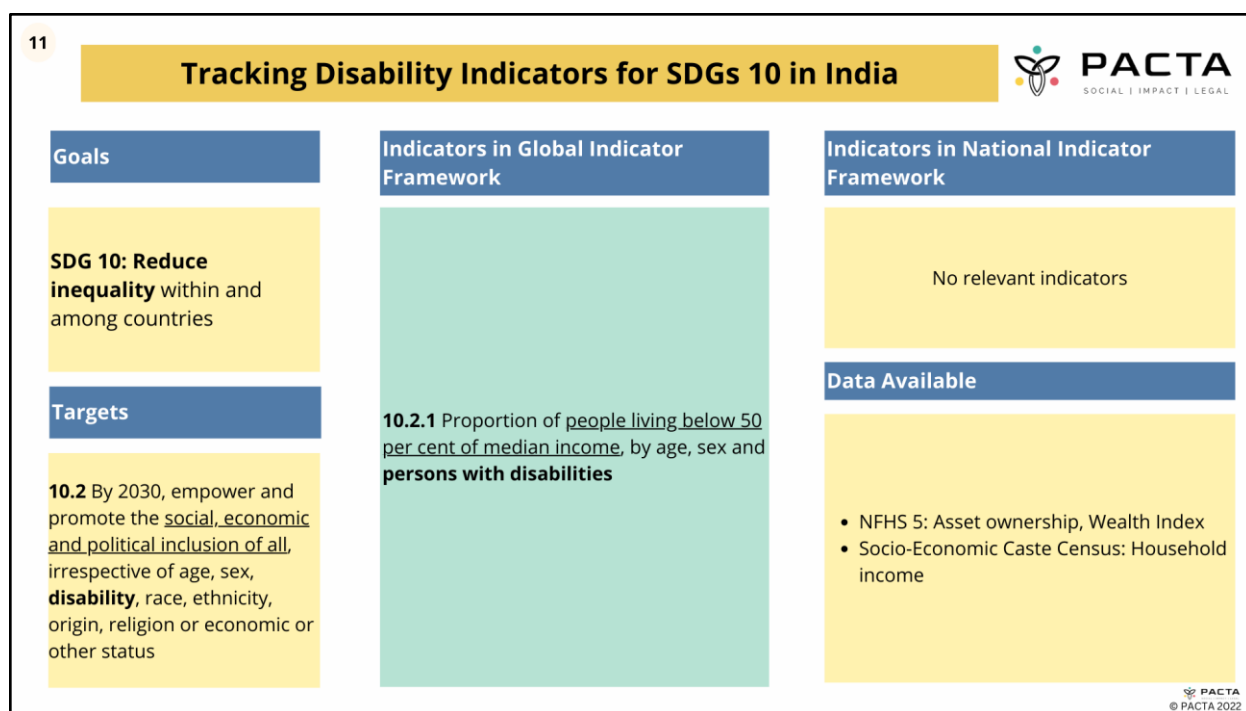 11
Tracking Disability Indicators for SDGs 10 in India
PACTA
SOCIAL | IMPACT | LEGAL
Goals
SDG 10: Reduce
inequality within and
among countries
Targets
10.2 By 2030, empower and
promote the social, economic
and political inclusion of all,
irrespective of age, sex,
disability, race, ethnicity,
origin, religion or economic or
other status
Indicators in Global Indicator
Framework
10.2.1 Proportion of people living below 50
per cent of median income, by age, sex and
persons with disabilities
Indicators in National Indicator
Framework
No relevant indicators
Data Available
• NFHS 5: Asset ownership, Wealth Index
• Socio-Economic Caste Census: Household
income
PACTA
© PACTA 2022